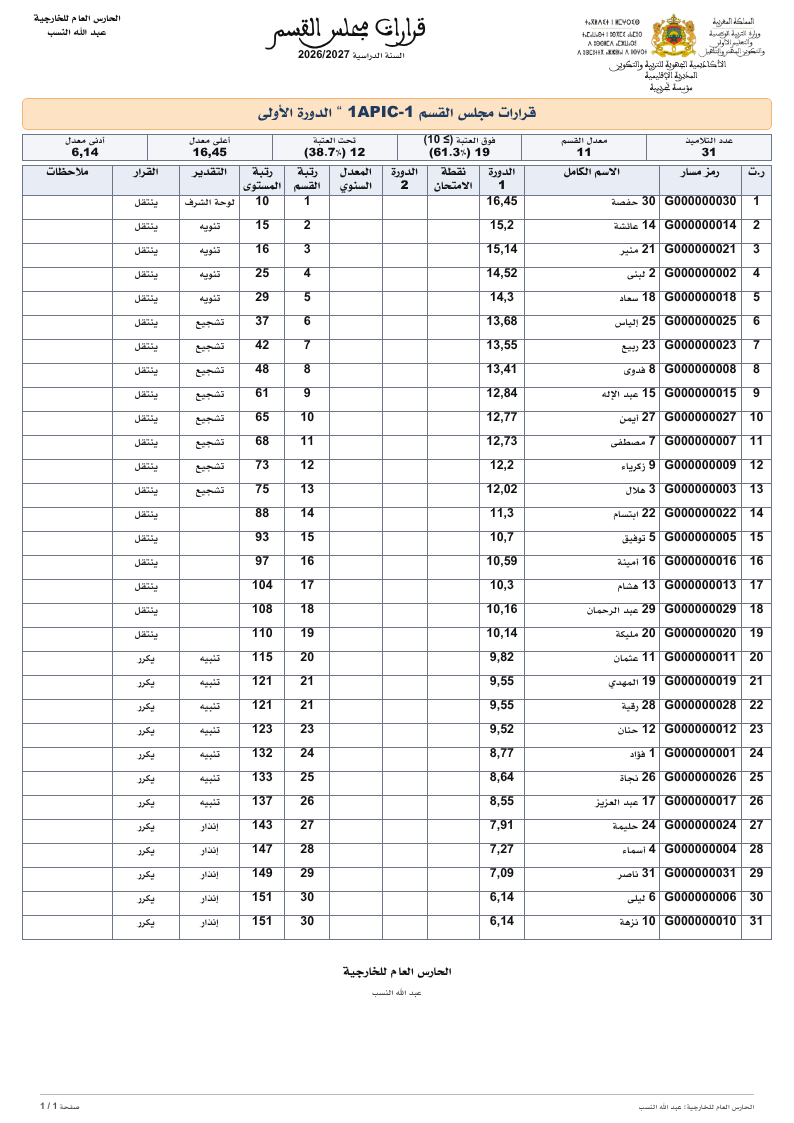 المملكة المغربية
وزارة التربية الوطنية
والتعليم الأولي
والرياضة
ⵜⴰⴳⵍⴷⵉⵜ ⵏ ⵍⵎⵖⵔⵉⴱ
الأكاديمية الجهوية للتربية والتكوين
المديرية الإقليمية
مؤسسة تجريبية
قرارات مجلس القسم
السنة الدراسية 2026/2027
الحارس العام للخارجية
عبد الله النسب
قرارات مجلس القسم 1APIC-1 " الدورة الأولى
عدد التلاميذ معدل القسم فوق العتبة (≥ 10) تحت العتبة أعلى معدل أدنى معدل
31 11 19 (61.3٪) 12 (38.7٪) 16,45 6,14
ر.ت رمز مسار الاسم الكامل الدورة 1 نقطة الامتحان الدورة 2 المعدل السنوي رتبة القسم رتبة المستوى التقدير القرار ملاحظات
1 G000000030 30 حفصة 16,45 1 10 لوحة الشرف ينتقل
2 G000000014 14 عائشة 15,2 2 15 تنويه ينتقل
3 G000000021 21 منير 15,14 3 16 تنويه ينتقل
4 G000000002 2 لبنى 14,52 4 25 تنويه ينتقل
5 G000000018 18 سعاد 14,3 5 29 تنويه ينتقل
6 G000000025 25 إلياس 13,68 6 37 تشجيع ينتقل
7 G000000023 23 ربيع 13,55 7 42 تشجيع ينتقل
8 G000000008 8 فدوى 13,41 8 48 تشجيع ينتقل
9 G000000015 15 عبد الإله 12,84 9 61 تشجيع ينتقل
10 G000000027 27 أيمن 12,77 10 65 تشجيع ينتقل
11 G000000007 7 مصطفى 12,73 11 68 تشجيع ينتقل
12 G000000009 9 زكرياء 12,2 12 73 تشجيع ينتقل
13 G000000003 3 هلال 12,02 13 75 تشجيع ينتقل
14 G000000022 22 ابتسام 11,3 14 88 ينتقل
15 G000000005 5 توفيق 10,7 15 93 ينتقل
16 G000000016 16 أمينة 10,59 16 97 ينتقل
17 G000000013 13 هشام 10,3 17 104 ينتقل
18 G000000029 29 عبد الرحمان 10,16 18 108 ينتقل
19 G000000020 20 مليكة 10,14 19 110 ينتقل
20 G000000011 11 عثمان 9,82 20 115 تنبيه يكرر
21 G000000019 19 المهدي 9,55 21 121 تنبيه يكرر
22 G000000028 28 رقية 9,55 21 121 تنبيه يكرر
23 G000000012 12 حنان 9,52 23 123 تنبيه يكرر
24 G000000001 1 فؤاد 8,77 24 132 تنبيه يكرر
25 G000000026 26 نجاة 8,64 25 133 تنبيه يكرر
26 G000000017 17 عبد العزيز 8,55 26 137 تنبيه يكرر
27 G000000024 24 حليمة 7,91 27 143 إنذار يكرر
28 G000000004 4 أسماء 7,27 28 147 إنذار يكرر
29 G000000031 31 ناصر 7,09 29 149 إنذار يكرر
30 G000000006 6 ليلى 6,14 30 151 إنذار يكرر
31 G000000010 10 نزهة 6,14 30 151 إنذار يكرر
الحارس العام للخارجية
عبد الله النسب
الحارس العام للخارجية: عبد الله النسب
صفحة 1 / 1